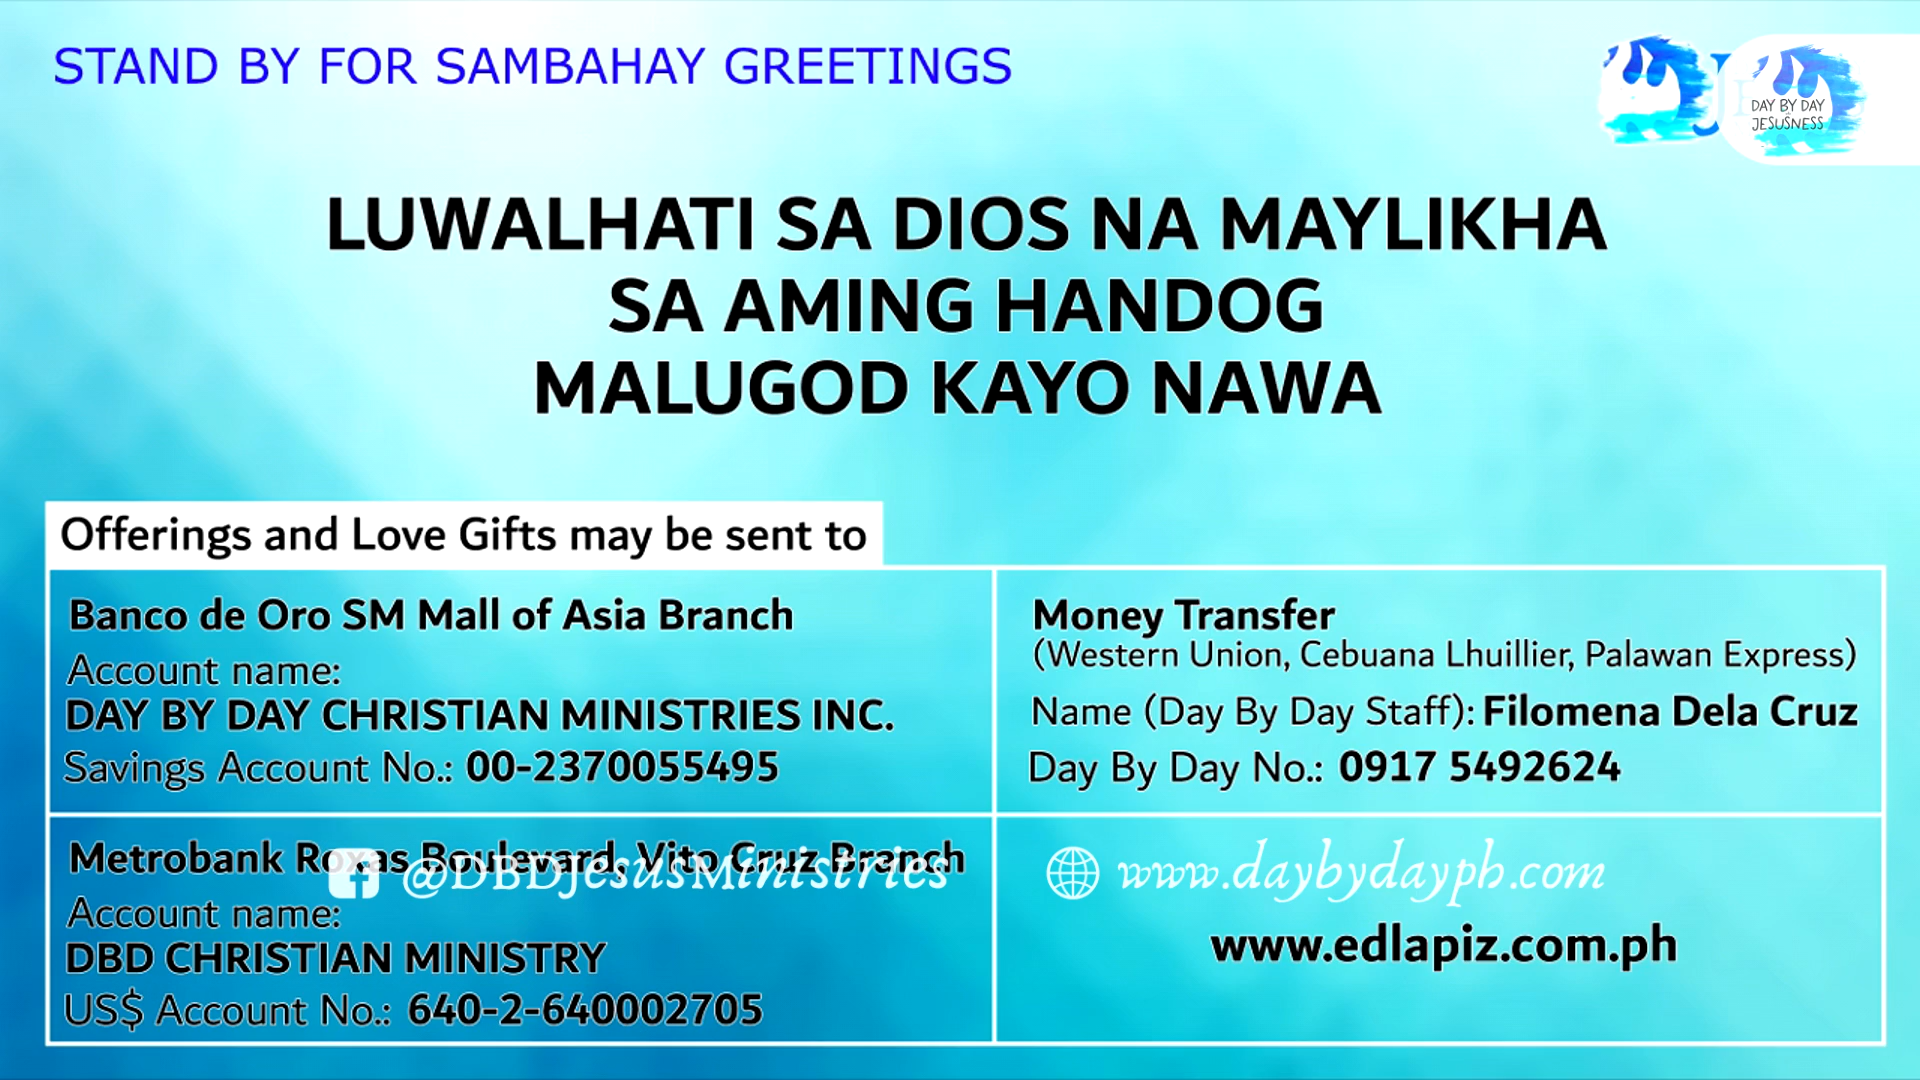 STAND BY FOR SAMBAHAY GREETINGS
DAY BY DAY
JESUSNESS
LUWALHATI SA DIOS NA MAYLIKHA
SA AMING HANDOG
MALUGOD KAYO NAWA
Offerings and Love Gifts may be sent to
Banco de Oro SM Mall of Asia Branch
Account name:
DAY BY DAY CHRISTIAN MINISTRIES INC.
Savings Account No.: 00-2370055495
Money Transfer
(Western Union, Cebuana Lhuillier, Palawan Express)
Name (Day By Day Staff): Filomena Dela Cruz
Day By Day No.: 0917 5492624
Metrobank Roxas Boulevard, Vito Cruz Branch
@DBDJesusMinistries
Account name:
DBD CHRISTIAN MINISTRY
US$ Account No.: 640-2-640002705
www.daybydayph.com
www.edlapiz.com.ph